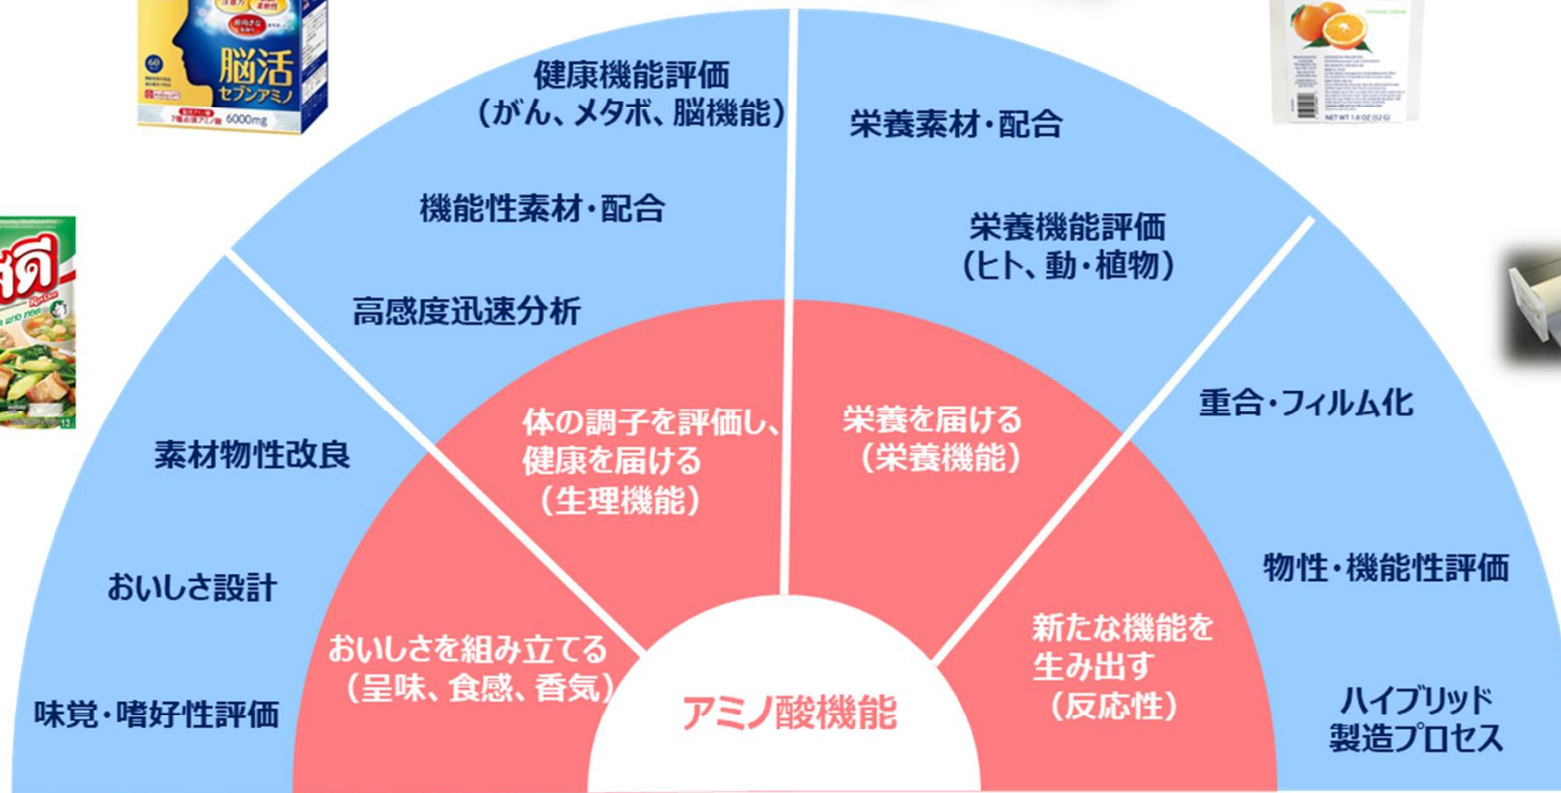 脳活
セブンアミノ
6000mg
60
NET WT 1.8 OZ (52 G)
健康機能評価
（がん、メタボ、脳機能）
機能性素材・配合
高感度迅速分析
栄養素材・配合
栄養機能評価
（ヒト、動・植物）
素材物性改良
おいしさ設計
味覚・嗜好性評価
重合・フィルム化
物性・機能性評価
ハイブリッド
製造プロセス
体の調子を評価し、
健康を届ける
（生理機能）
栄養を届ける
（栄養機能）
おいしさを組み立てる
（呈味、食感、香気）
新たな機能を
生み出す
（反応性）
アミノ酸機能